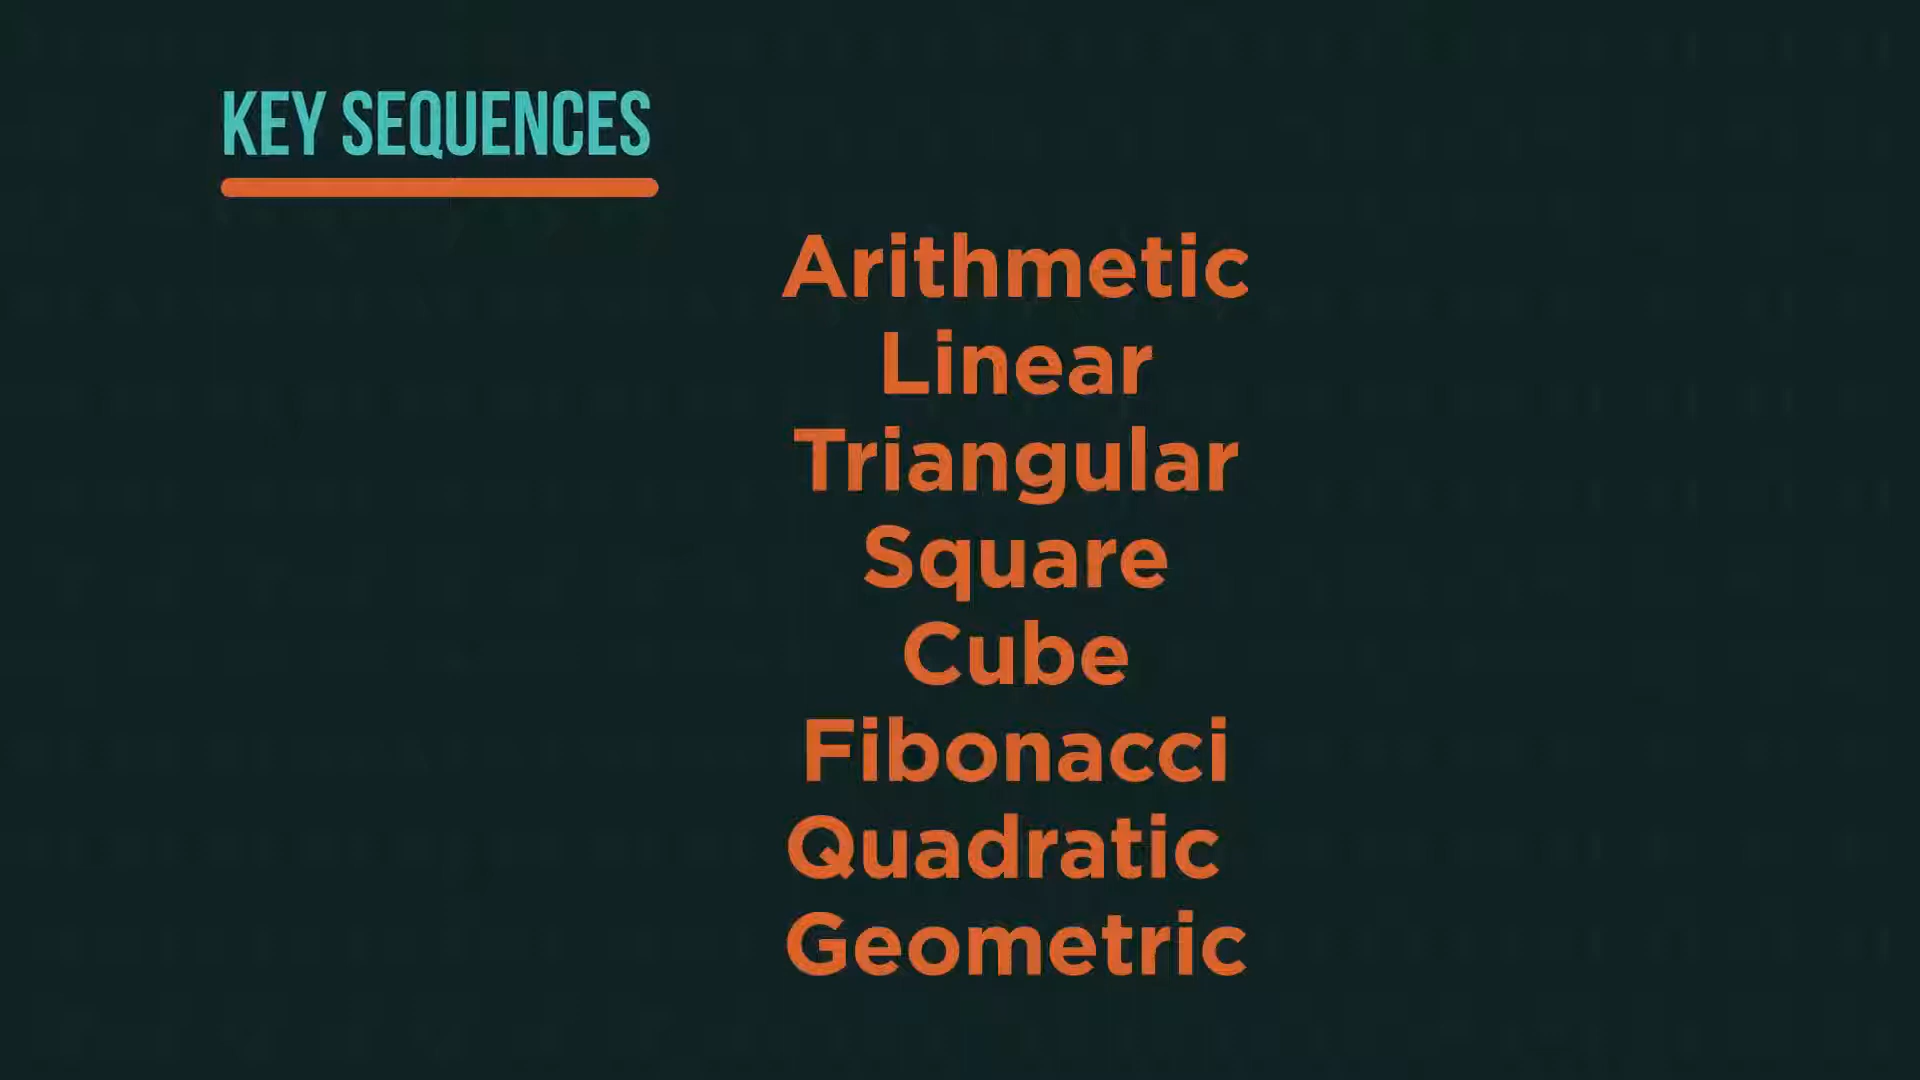 KEY SEQUENCES
Arithmetic
Linear
Triangular
Square
Cube
Fibonacci
Quadratic
Geometric